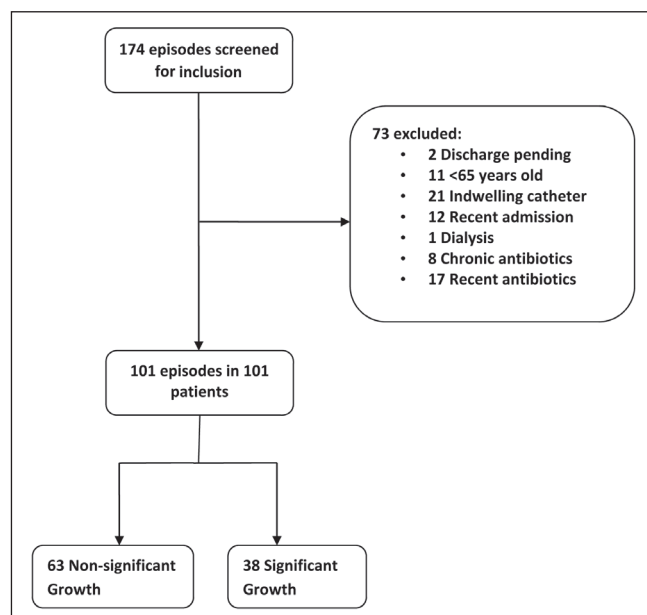 174 episodes screened
for inclusion
73 excluded:
• 2 Discharge pending
• 11 <65 years old
• 21 Indwelling catheter
• 12 Recent admission
• 1 Dialysis
• 8 Chronic antibiotics
• 17 Recent antibiotics
101 episodes in 101
patients
63 Non-significant
Growth
38 Significant
Growth